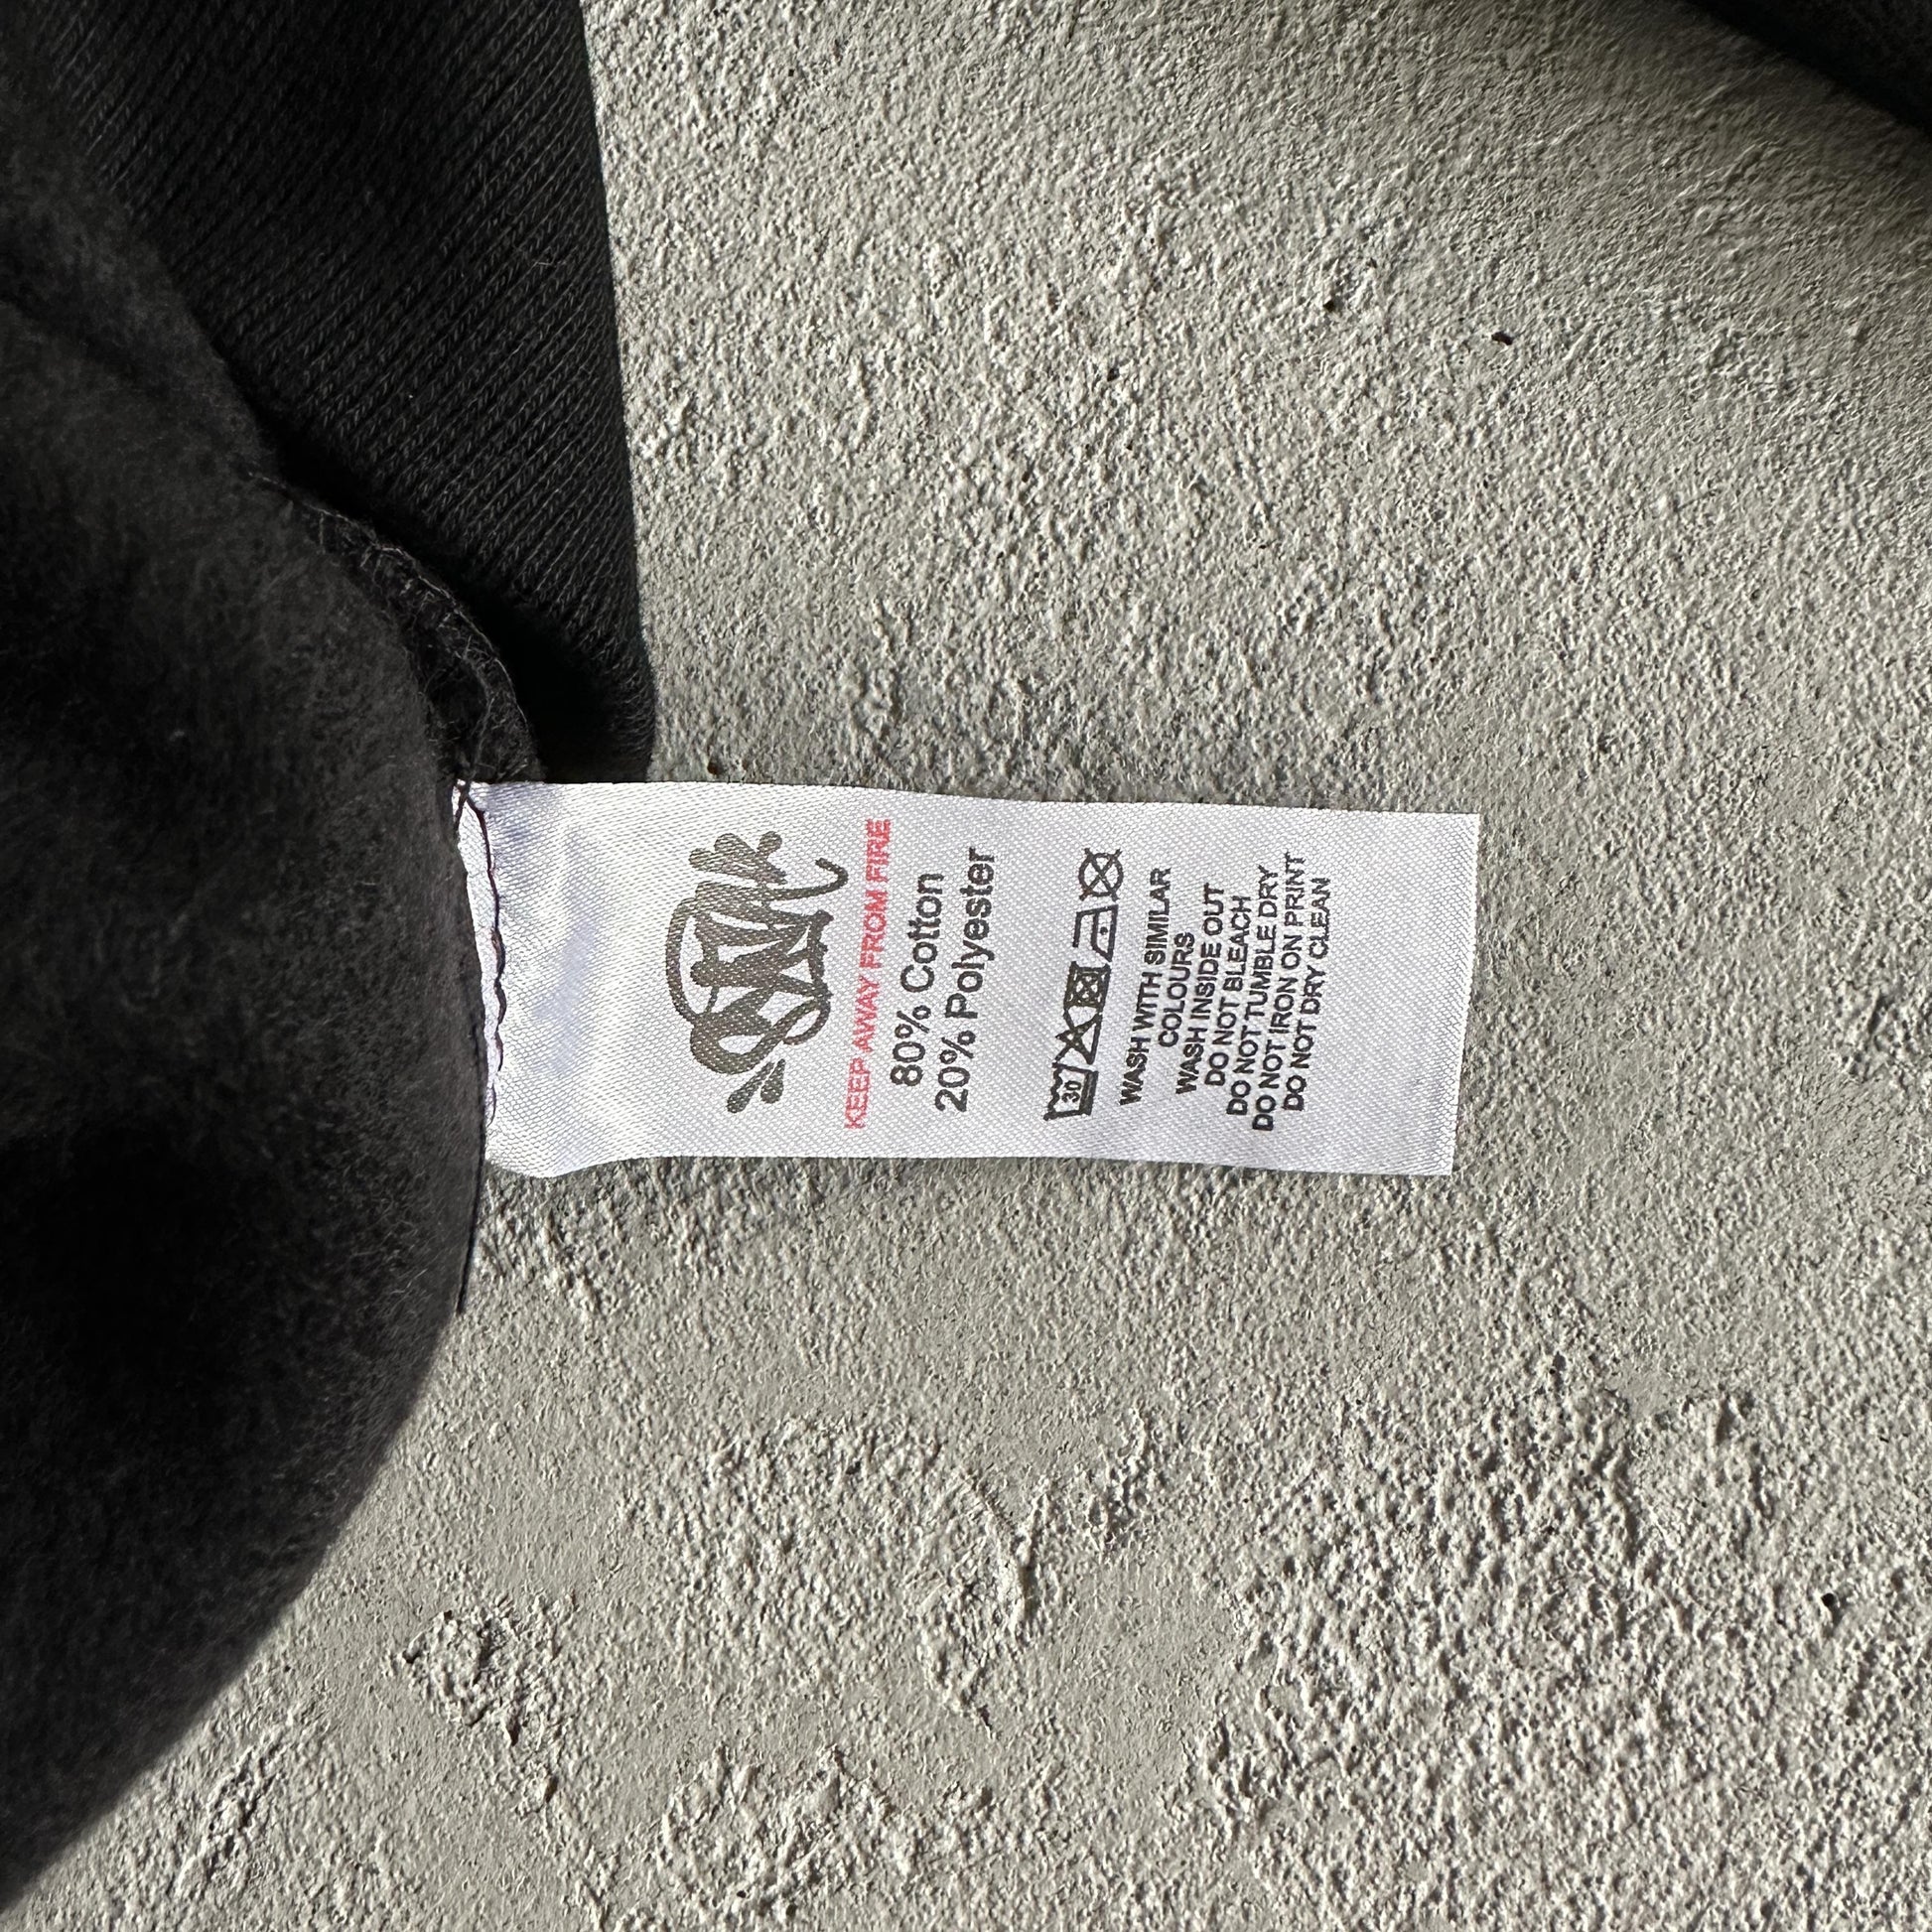 KEEP AWAY FROM FIRE
80% Cotton
20% Polyester
30
WASH WITH SIMILAR
COLOURS
WASH INSIDE OUT
DO NOT BLEACH
DO NOT TUMBLE DRY
DO NOT IRON ON PRINT
DO NOT DRY CLEAN